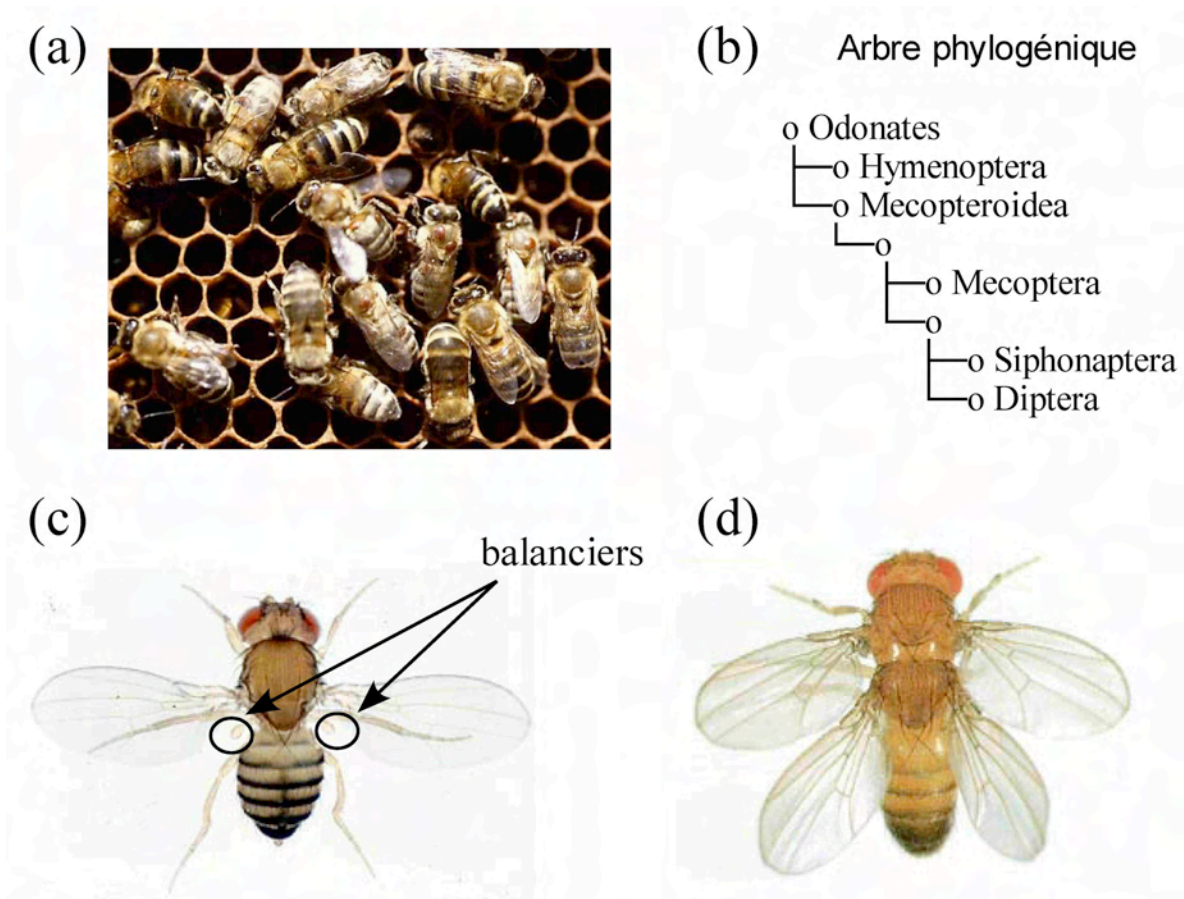 (a)
(b)
Arbre phylogénique
o Odonates
o Hymenoptera
o Mecopteroidea
o
o Mecoptera
o
o Siphonaptera
o Diptera
(c)
balanciers
(d)